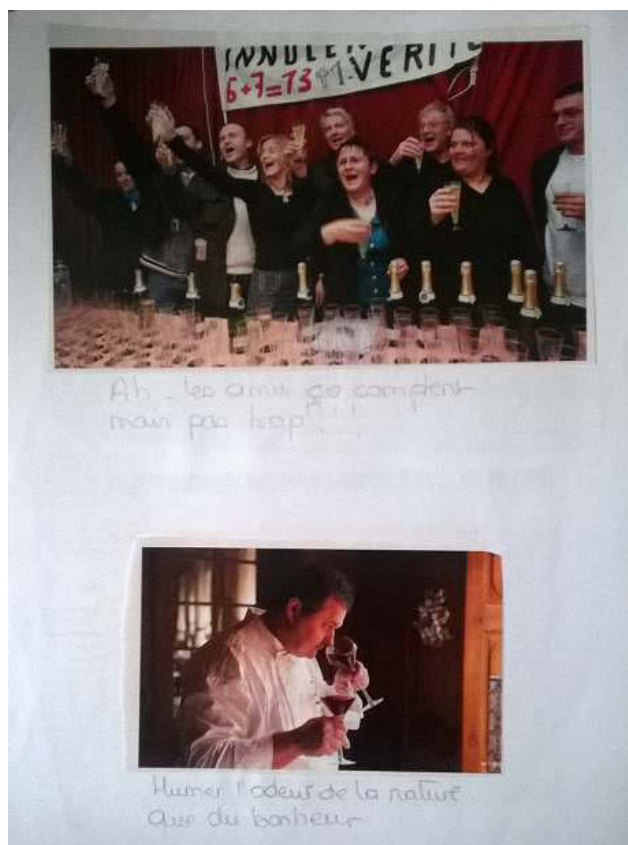 6+7=13
Ah - les amis ça comptent
mais pas trop !!!
Humer l'odeur de la nature
que du bonheur